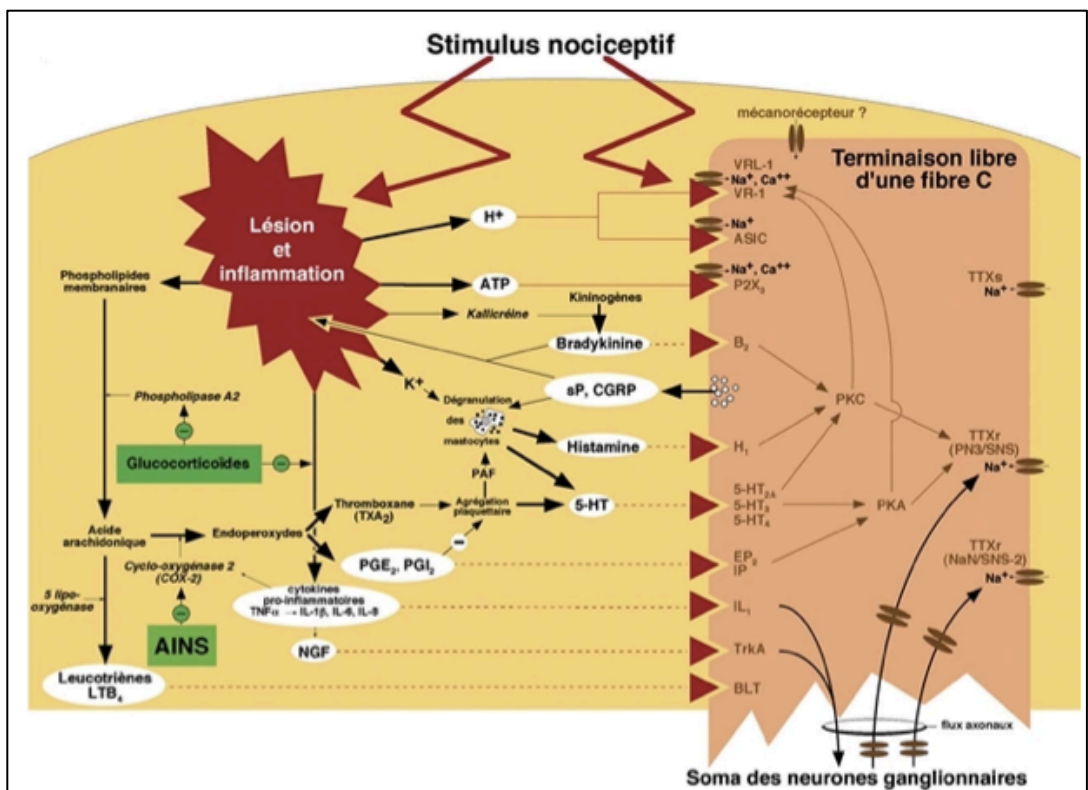 Stimulus nociceptif
mécanorécepteur ?
Terminaison libre
d'une fibre C
VRL-1
Na⁺, Ca⁺⁺
VR-1
Lésion
et
inflammation
H⁺
Na⁺
ASIC
Phospholipides
membranaires
ATP
Na⁺, Ca⁺⁺
P2X₃
TTXs
Na⁺
Kininogènes
Kallicréine
Bradykinine
B₂
K⁺
sP, CGRP
Dégranulation
des
mastocytes
PKC
Phospholipase A2
Histamine
H₁
TTXr
(PN3/SNS)
Na⁺
Glucocorticoïdes
PAF
Thromboxane
(TXA₂)
Agrégation
plaquettaire
5-HT
5-HT₂A
5-HT₃
5-HT₄
PKA
Acide
arachidonique
Endoperoxydes
PGE₂, PGI₂
EP₂
IP
TTXr
(NaN/SNS-2)
Na⁺
Cyclo-oxygénase 2
(COX-2)
5 lipo-
oxygénase
cytokines
pro-inflammatoires
TNFα → IL-1β, IL-6, IL-8
IL₁
AINS
NGF
TrkA
Leucotriènes
LTB₄
BLT
flux axonaux
Soma des neurones ganglionnaires